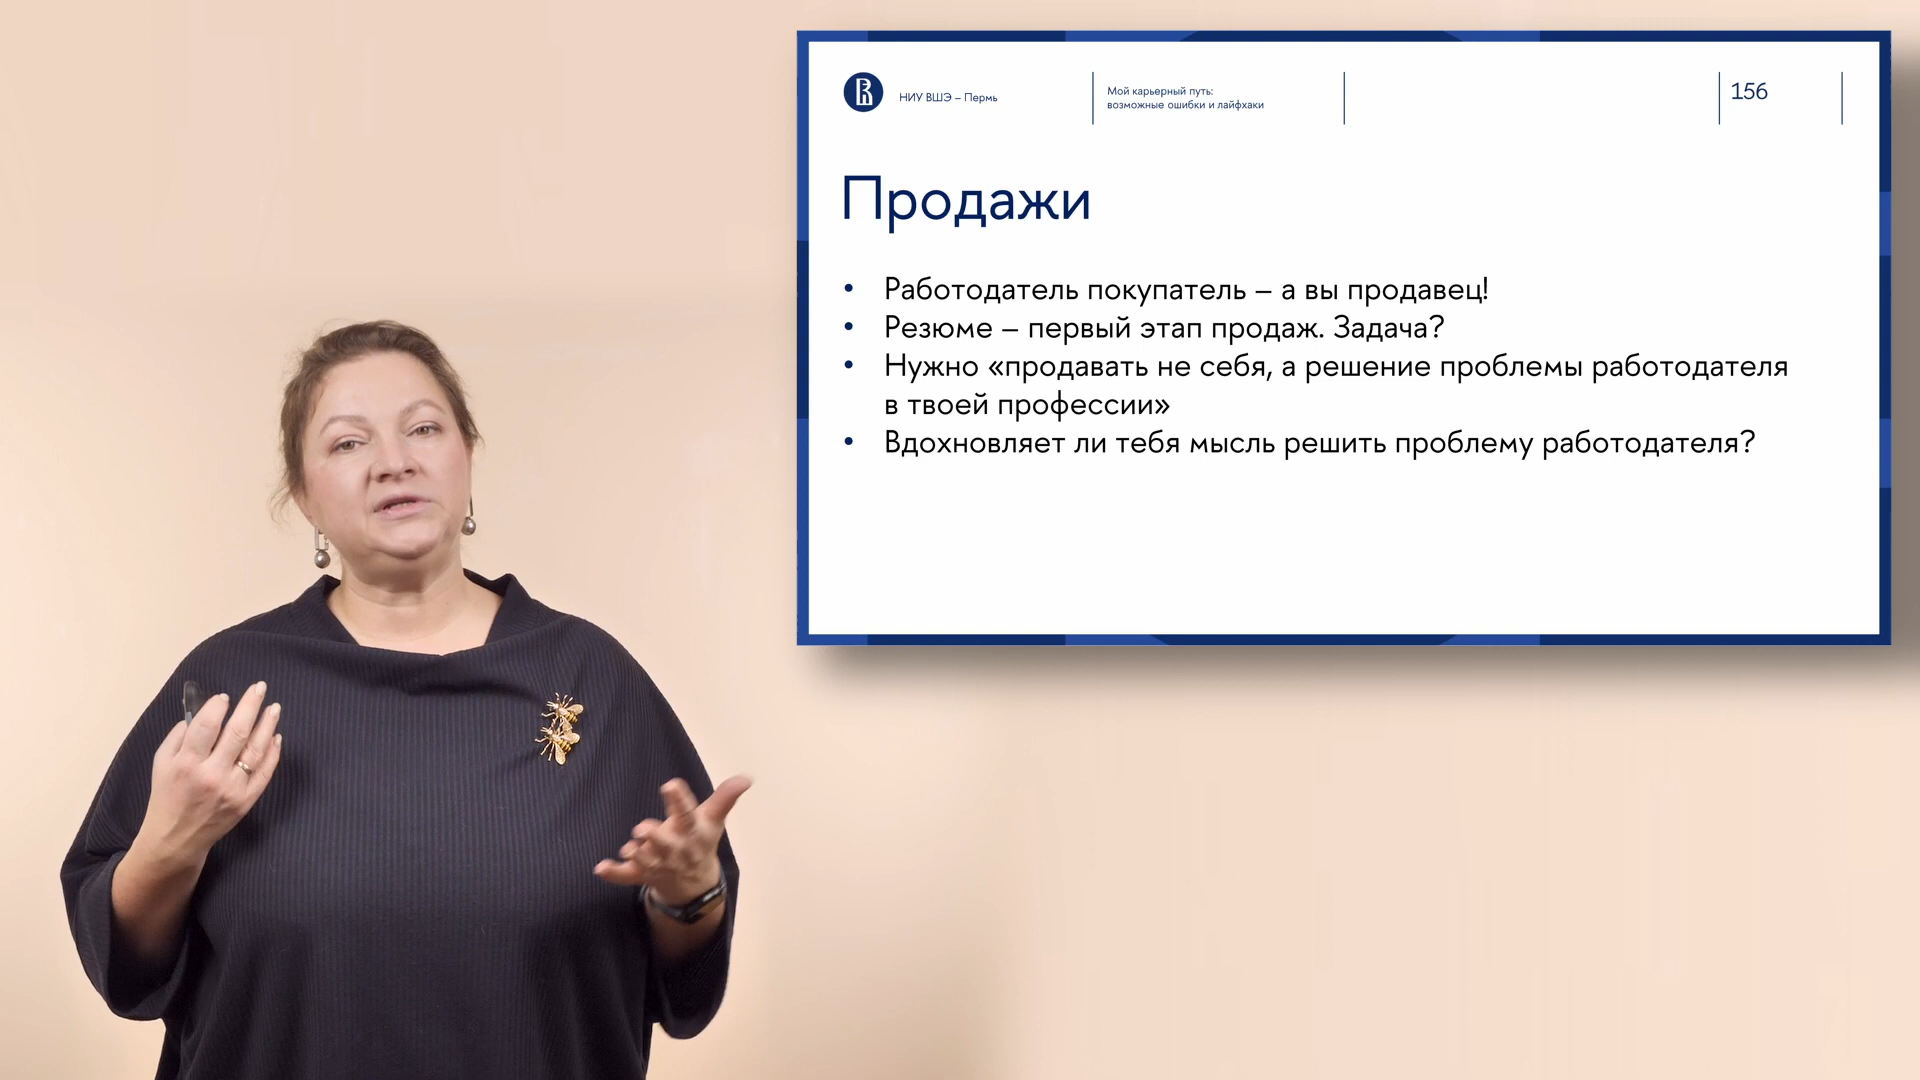 НИУ ВШЭ – Пермь
Мой карьерный путь:
возможные ошибки и лайфхаки
156
Продажи
• Работодатель покупатель – а вы продавец!
• Резюме – первый этап продаж. Задача?
• Нужно «продавать не себя, а решение проблемы работодателя
в твоей профессии»
• Вдохновляет ли тебя мысль решить проблему работодателя?